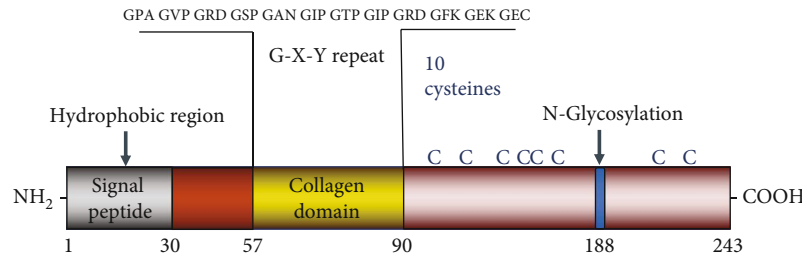 GPA GVP GRD GSP GAN GIP GTP GIP GRD GFK GEK GEC
G-X-Y repeat
10
cysteines
Hydrophobic region
N-Glycosylation
C C C C C C C C
NH2 Signal peptide Collagen domain COOH
1 30 57 90 188 243